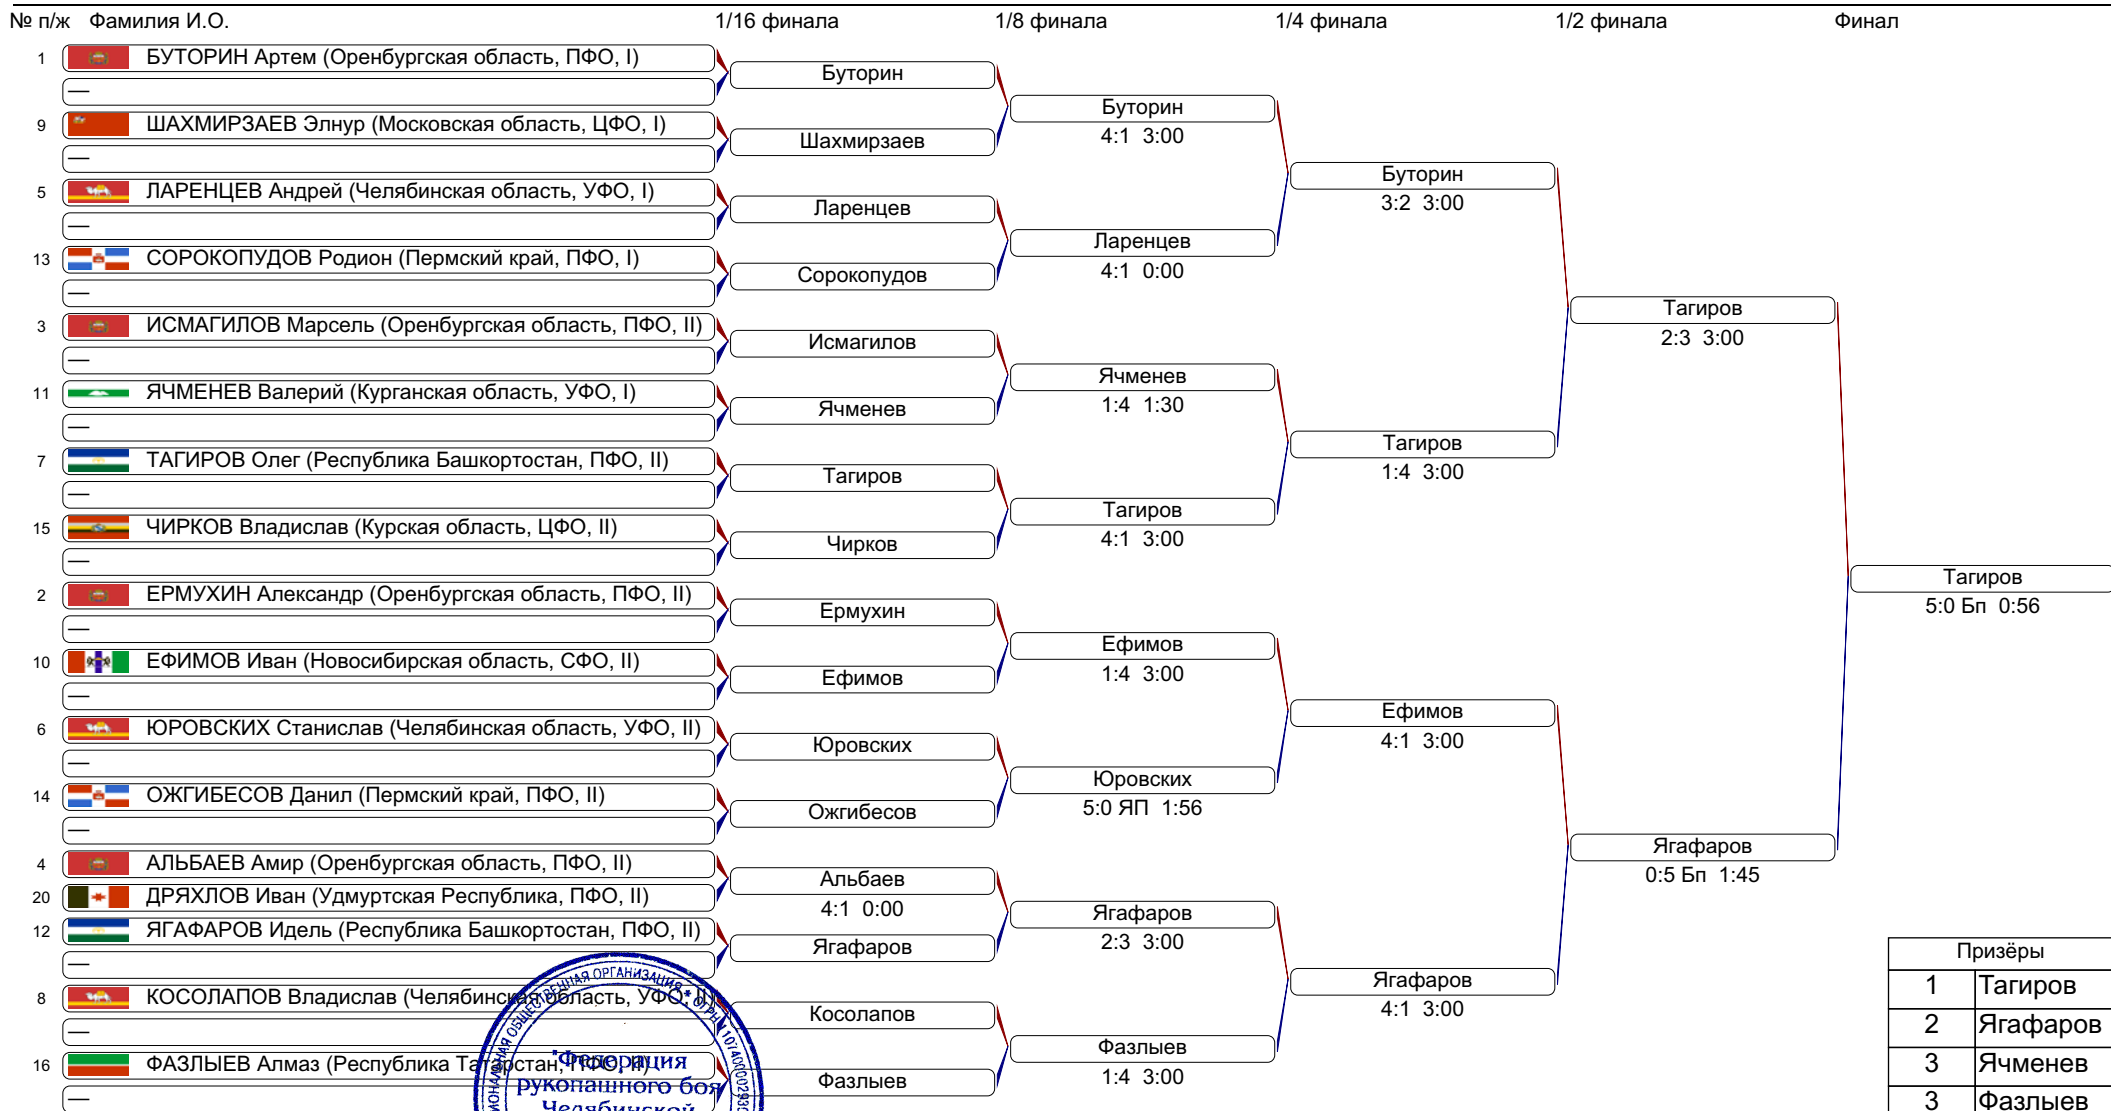 № п/ж Фамилия И.О. 1/16 финала 1/8 финала 1/4 финала 1/2 финала Финал
1 БУТОРИН Артем (Оренбургская область, ПФО, I)
—
9 ШАХМИРЗАЕВ Элнур (Московская область, ЦФО, I)
—
5 ЛАРЕНЦЕВ Андрей (Челябинская область, УФО, I)
—
13 СОРОКОПУДОВ Родион (Пермский край, ПФО, I)
—
3 ИСМАГИЛОВ Марсель (Оренбургская область, ПФО, II)
—
11 ЯЧМЕНЕВ Валерий (Курганская область, УФО, I)
—
7 ТАГИРОВ Олег (Республика Башкортостан, ПФО, II)
—
15 ЧИРКОВ Владислав (Курская область, ЦФО, II)
—
2 ЕРМУХИН Александр (Оренбургская область, ПФО, II)
—
10 ЕФИМОВ Иван (Новосибирская область, СФО, II)
—
6 ЮРОВСКИХ Станислав (Челябинская область, УФО, II)
—
14 ОЖГИБЕСОВ Данил (Пермский край, ПФО, II)
—
4 АЛЬБАЕВ Амир (Оренбургская область, ПФО, II)
20 ДРЯХЛОВ Иван (Удмуртская Республика, ПФО, II)
12 ЯГАФАРОВ Идель (Республика Башкортостан, ПФО, II)
—
8 КОСОЛАПОВ Владислав (Челябинская область, УФО, II)
—
16 ФАЗЛЫЕВ Алмаз (Республика Татарстан, ПФО, II)
—
Буторин
Шахмирзаев
Ларенцев
Сорокопудов
Исмагилов
Ячменев
Тагиров
Чирков
Ермухин
Ефимов
Юровских
Ожгибесов
Альбаев
4:1 0:00
Ягафаров
Косолапов
Фазлыев
Буторин
4:1 3:00
Ларенцев
4:1 0:00
Ячменев
1:4 1:30
Тагиров
4:1 3:00
Ефимов
1:4 3:00
Юровских
5:0 ЯП 1:56
Ягафаров
2:3 3:00
Фазлыев
1:4 3:00
Буторин
3:2 3:00
Тагиров
1:4 3:00
Ефимов
4:1 3:00
Ягафаров
4:1 3:00
Тагиров
2:3 3:00
Ягафаров
0:5 Бп 1:45
Тагиров
5:0 Бп 0:56
Призёры
1 Тагиров
2 Ягафаров
3 Ячменев
3 Фазлыев
ОБЩЕСТВЕННАЯ ОРГАНИЗАЦИЯ
"Федерация
рукопашного боя
Челябинской